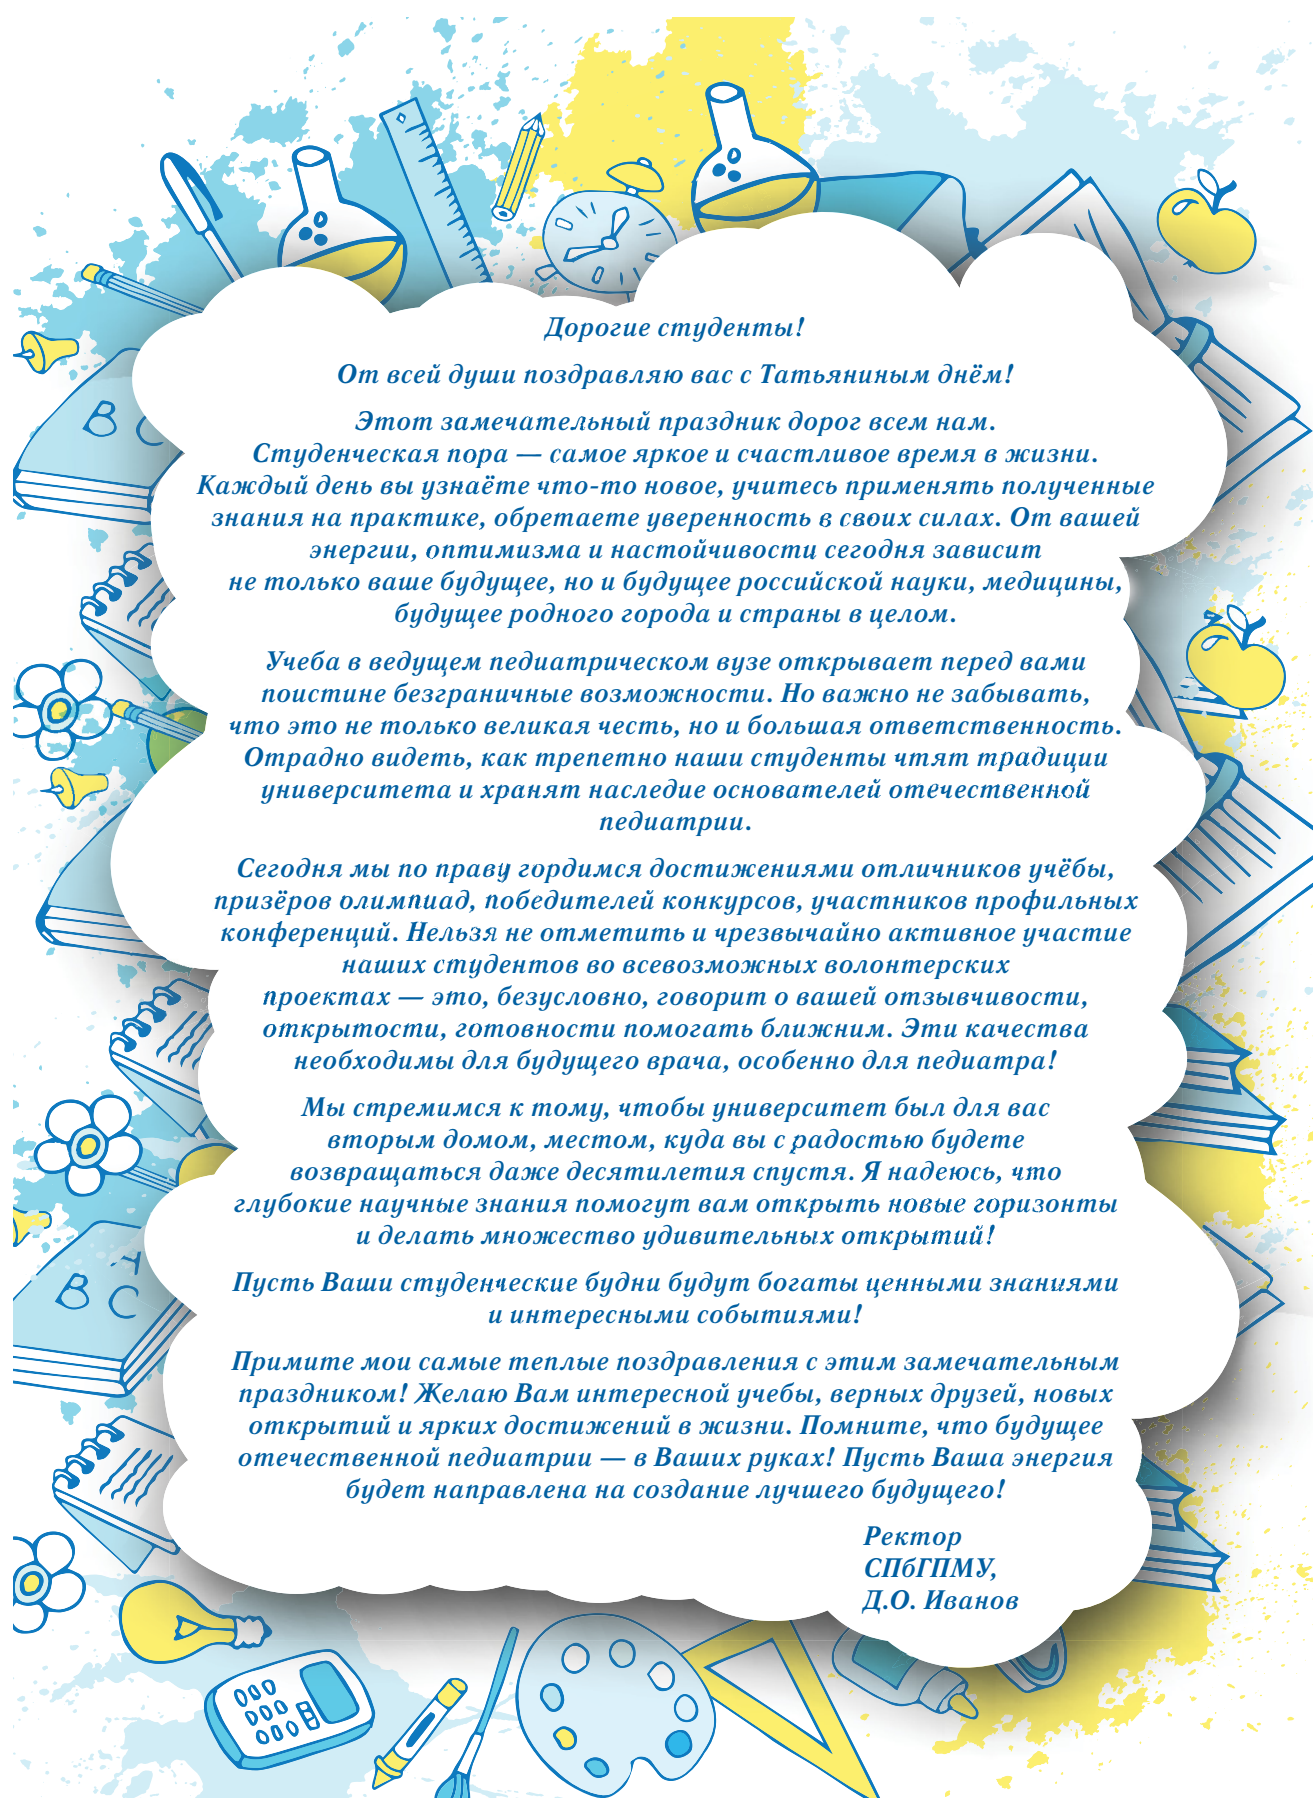 Дорогие студенты!
От всей души поздравляю вас с Татьяниным днём!
Этот замечательный праздник дорог всем нам.
Студенческая пора — самое яркое и счастливое время в жизни.
Каждый день вы узнаёте что-то новое, учитесь применять полученные
знания на практике, обретаете уверенность в своих силах. От вашей
энергии, оптимизма и настойчивости сегодня зависит
не только ваше будущее, но и будущее российской науки, медицины,
будущее родного города и страны в целом.
Учеба в ведущем педиатрическом вузе открывает перед вами
поистине безграничные возможности. Но важно не забывать,
что это не только великая честь, но и большая ответственность.
Отрадно видеть, как трепетно наши студенты чтят традиции
университета и хранят наследие основателей отечественной
педиатрии.
Сегодня мы по праву гордимся достижениями отличников учёбы,
призёров олимпиад, победителей конкурсов, участников профильных
конференций. Нельзя не отметить и чрезвычайно активное участие
наших студентов во всевозможных волонтерских
проектах — это, безусловно, говорит о вашей отзывчивости,
открытости, готовности помогать ближним. Эти качества
необходимы для будущего врача, особенно для педиатра!
Мы стремимся к тому, чтобы университет был для вас
вторым домом, местом, куда вы с радостью будете
возвращаться даже десятилетия спустя. Я надеюсь, что
глубокие научные знания помогут вам открыть новые горизонты
и делать множество удивительных открытий!
Пусть Ваши студенческие будни будут богаты ценными знаниями
и интересными событиями!
Примите мои самые теплые поздравления с этим замечательным
праздником! Желаю Вам интересной учебы, верных друзей, новых
открытий и ярких достижений в жизни. Помните, что будущее
отечественной педиатрии — в Ваших руках! Пусть Ваша энергия
будет направлена на создание лучшего будущего!
Ректор
СПбГПМУ,
Д.О. Иванов
B C
A
B C